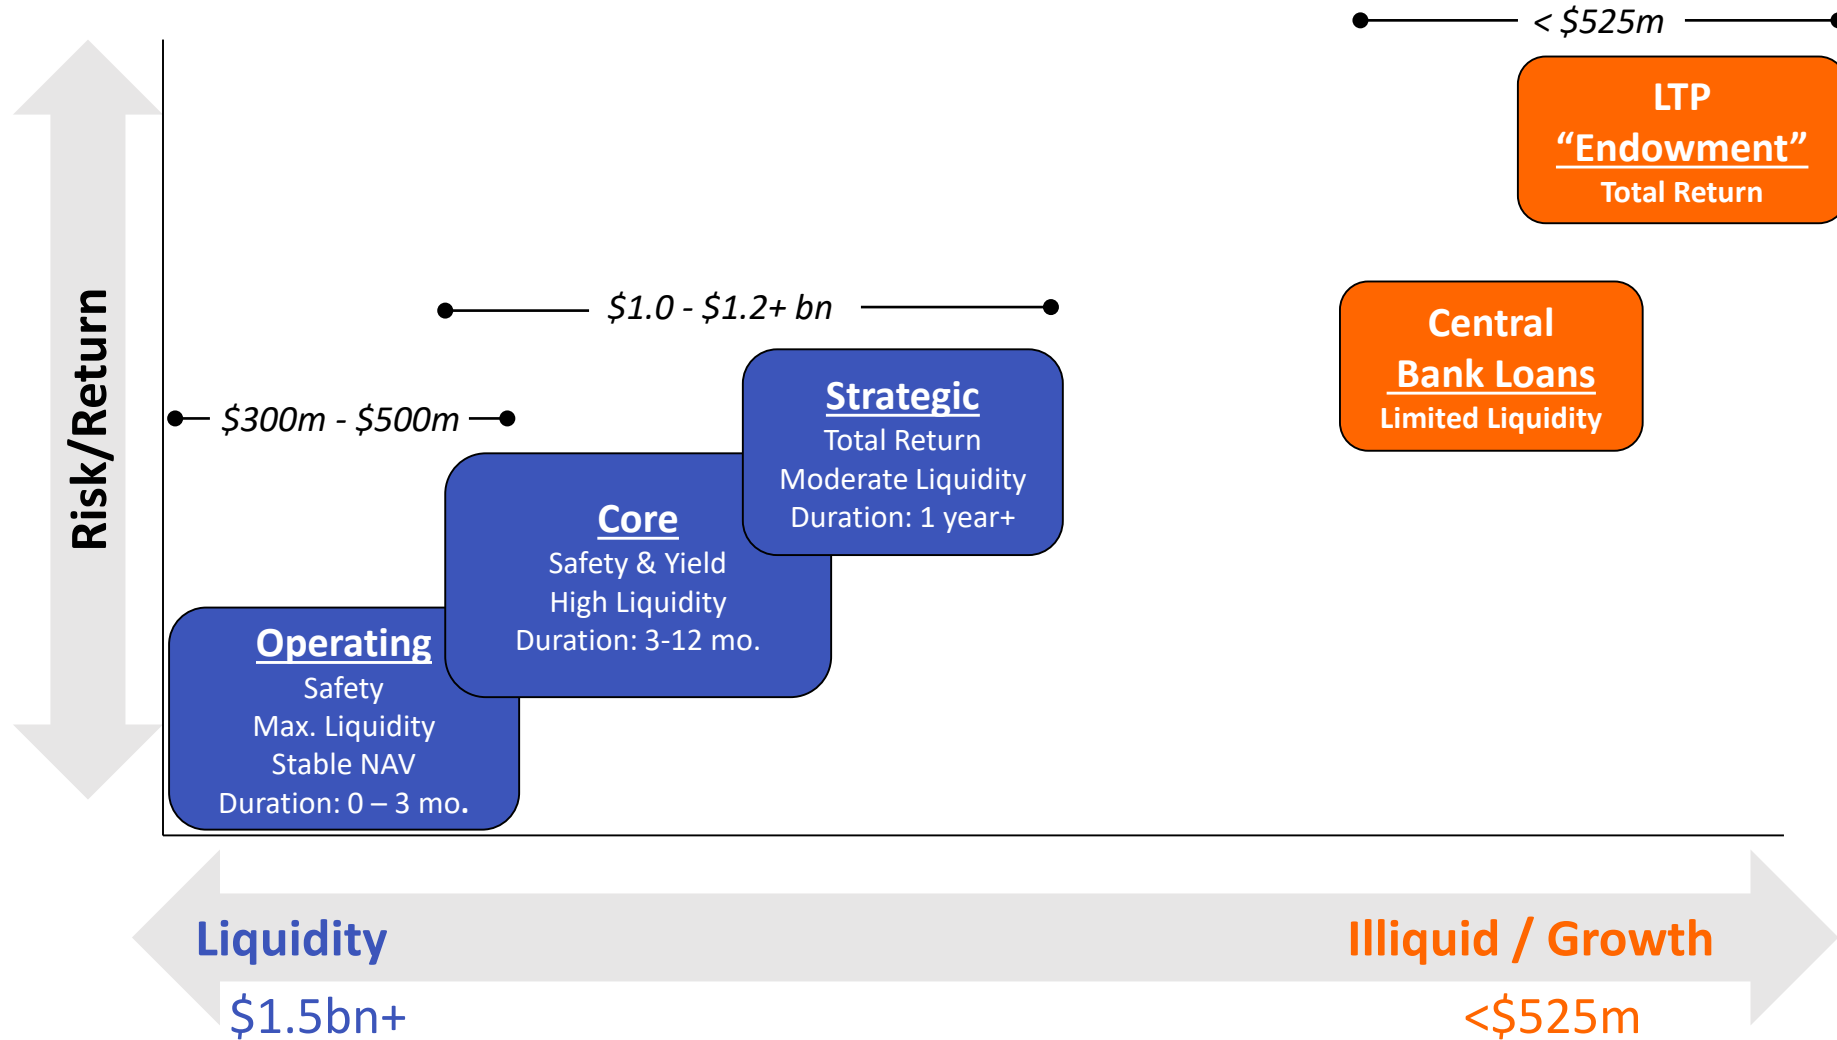 < $525m
LTP
“Endowment”
Total Return
Risk/Return
$1.0 - $1.2+ bn
Central
Bank Loans
Limited Liquidity
$300m - $500m
Strategic
Total Return
Moderate Liquidity
Duration: 1 year+
Core
Safety & Yield
High Liquidity
Duration: 3-12 mo.
Operating
Safety
Max. Liquidity
Stable NAV
Duration: 0 – 3 mo.
Liquidity
$1.5bn+
Illiquid / Growth
<$525m